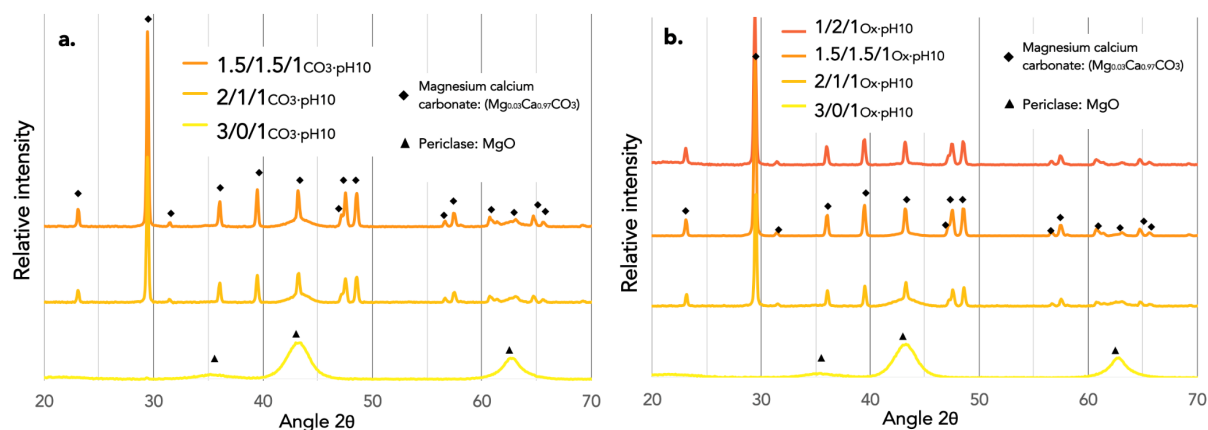 a.
1.5/1.5/1CO3·pH10
2/1/1CO3·pH10
3/0/1CO3·pH10
Magnesium calcium
carbonate: (Mg0.03Ca0.97CO3)
Periclase: MgO
Relative intensity
20 30 40 50 60 70
Angle 2θ
b.
1/2/1Ox·pH10
1.5/1.5/1Ox·pH10
2/1/1Ox·pH10
3/0/1Ox·pH10
Magnesium calcium
carbonate: (Mg0.03Ca0.97CO3)
Periclase: MgO
Relative intensity
20 30 40 50 60 70
Angle 2θ